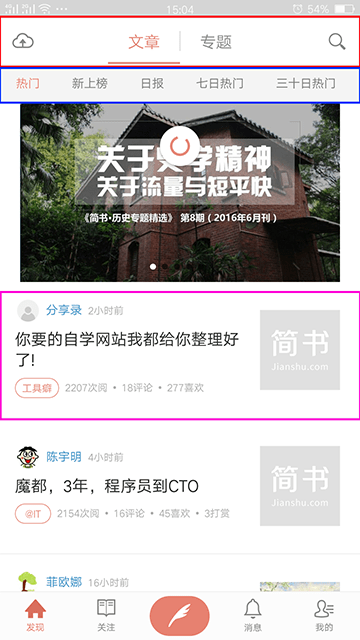 15:04
54%
文章 专题
热门 新上榜 日报 七日热门 三十日热门
关于史学精神
关于流量与短平快
《简书·历史专题精选》 第8期（2016年6月刊）
分享录 2小时前
你要的自学网站我都给你整理好
了!
简书
Jianshu.com
工具癖 2207次阅 • 18评论 • 277喜欢
陈宇明 4小时前
魔都，3年，程序员到CTO
简书
Jianshu.com
@IT 2154次阅 • 16评论 • 45喜欢 • 3打赏
菲欧娜 16小时前
发现 关注 消息 我的